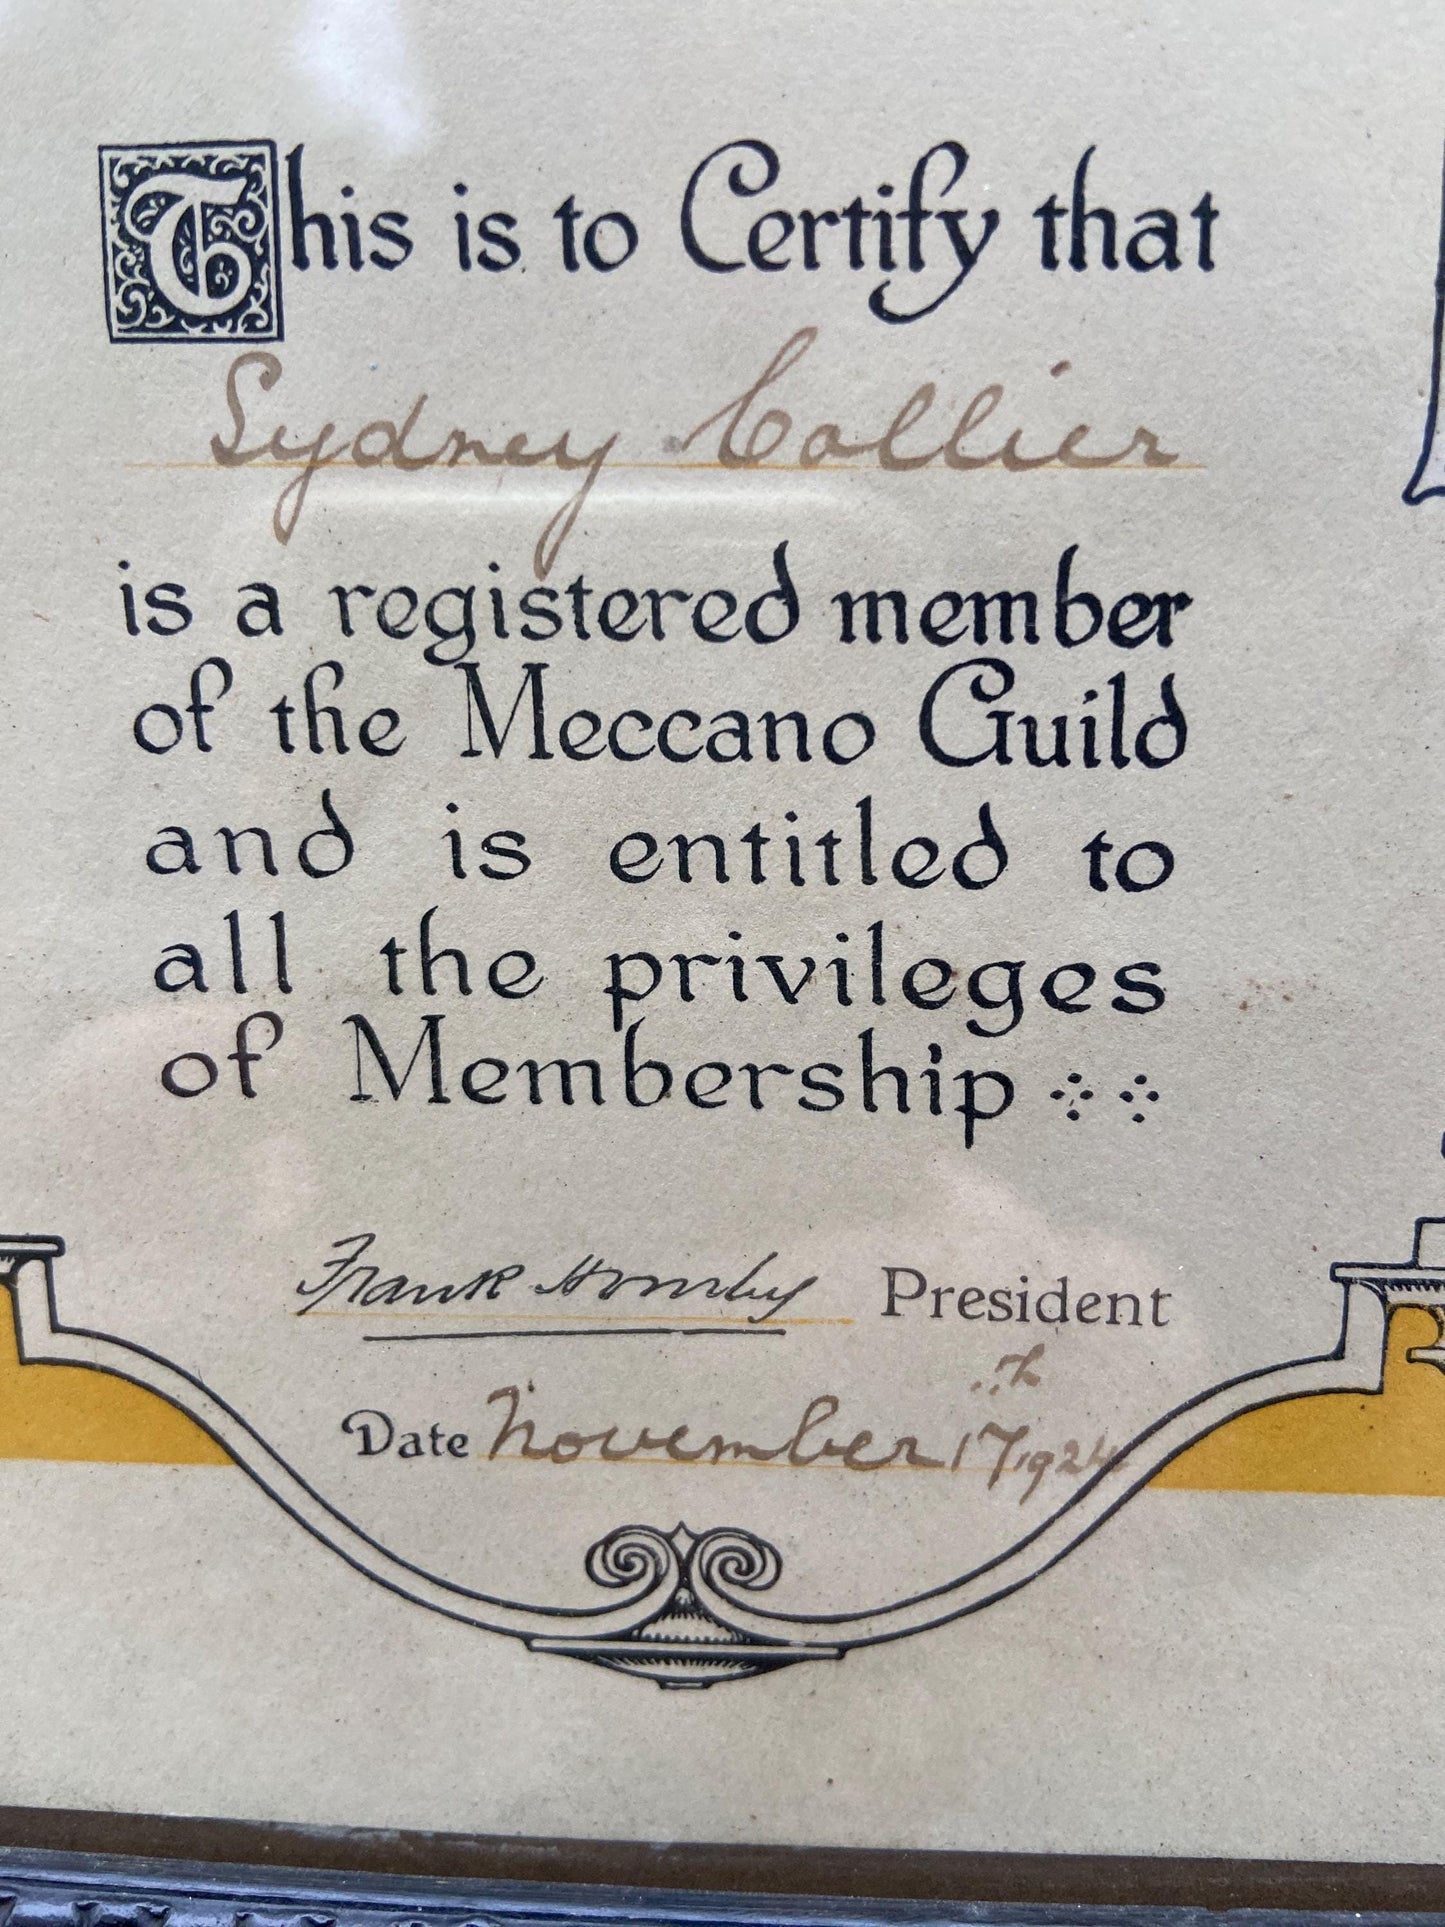 This is to Certify that
Sydney Collier
is a registered member
of the Meccano Guild
and is entitled to
all the privileges
of Membership
Frank Hornby President
Date November 17th 1924